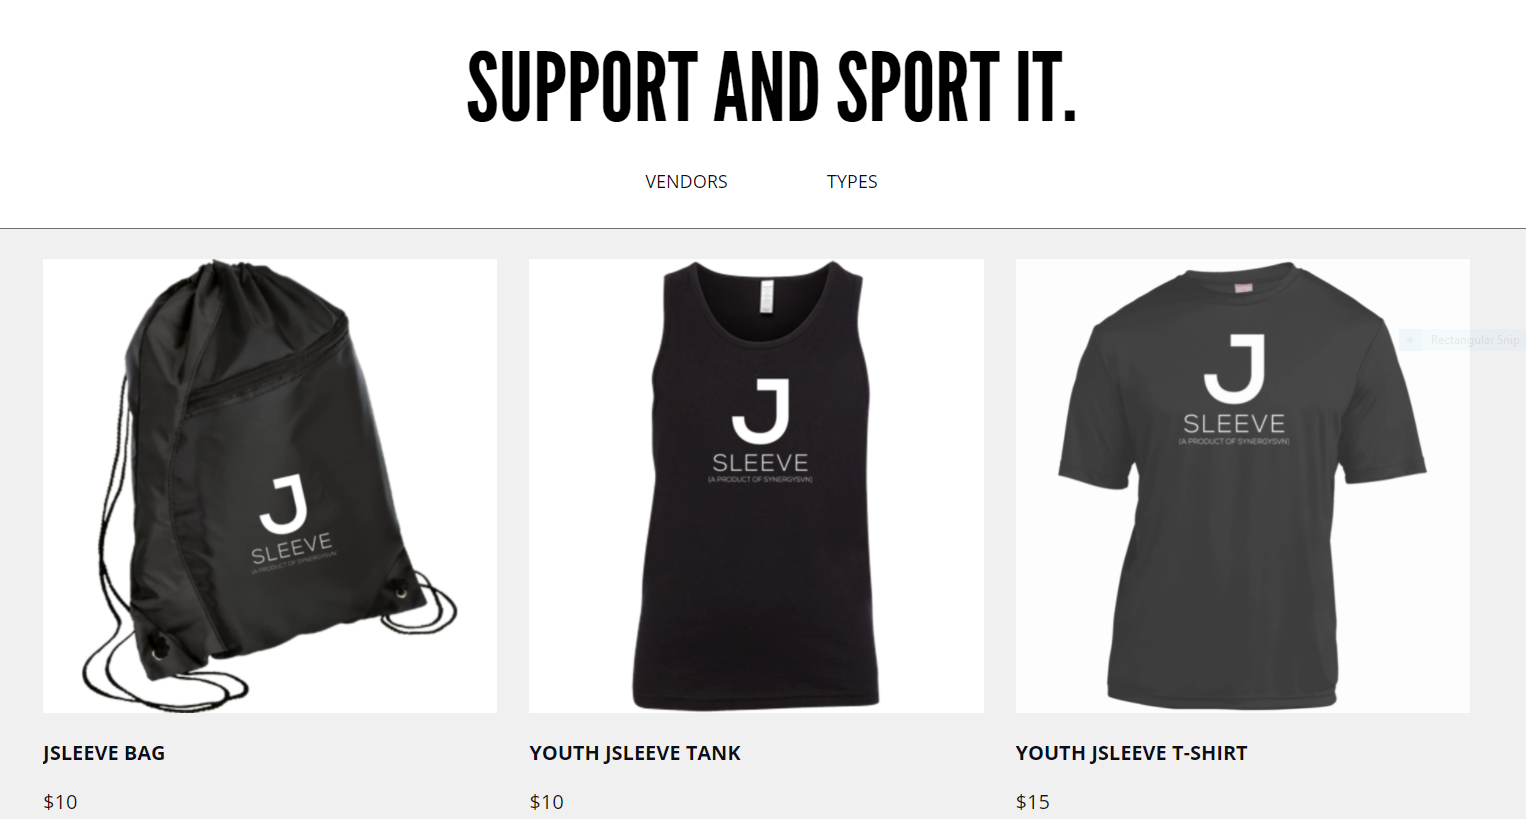 SUPPORT AND SPORT IT.
VENDORS TYPES
J
SLEEVE
(A PRODUCT OF SYNERGYSVN)
J
SLEEVE
(A PRODUCT OF SYNERGYSVN)
J
SLEEVE
(A PRODUCT OF SYNERGYSVN)
Rectangular Snip
JSLEEVE BAG
YOUTH JSLEEVE TANK
YOUTH JSLEEVE T-SHIRT
$10
$10
$15